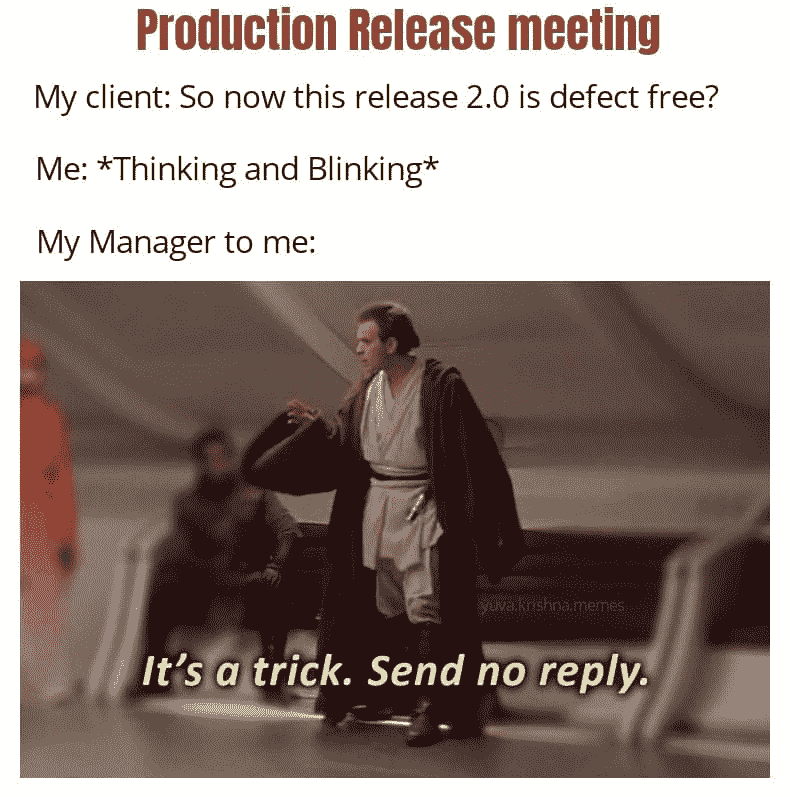 Production Release meeting
My client: So now this release 2.0 is defect free?
Me: *Thinking and Blinking*
My Manager to me:
yuva.krishna.memes
It's a trick. Send no reply.